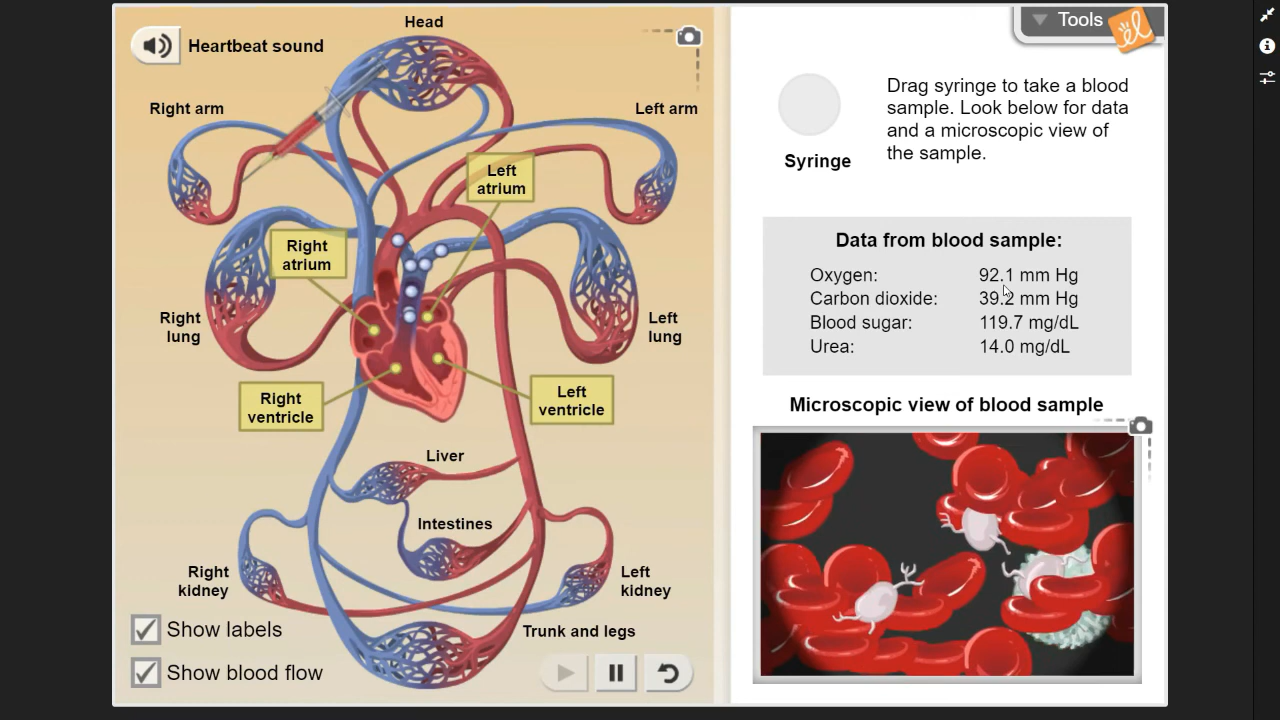 Heartbeat sound
Head
Right arm
Left arm
Left
atrium
Right
atrium
Right
lung
Left
lung
Right
ventricle
Left
ventricle
Liver
Intestines
Right
kidney
Left
kidney
Trunk and legs
Show labels
Show blood flow
Tools
el
Syringe
Drag syringe to take a blood
sample. Look below for data
and a microscopic view of
the sample.
Data from blood sample:
Oxygen: 92.1 mm Hg
Carbon dioxide: 39.2 mm Hg
Blood sugar: 119.7 mg/dL
Urea: 14.0 mg/dL
Microscopic view of blood sample